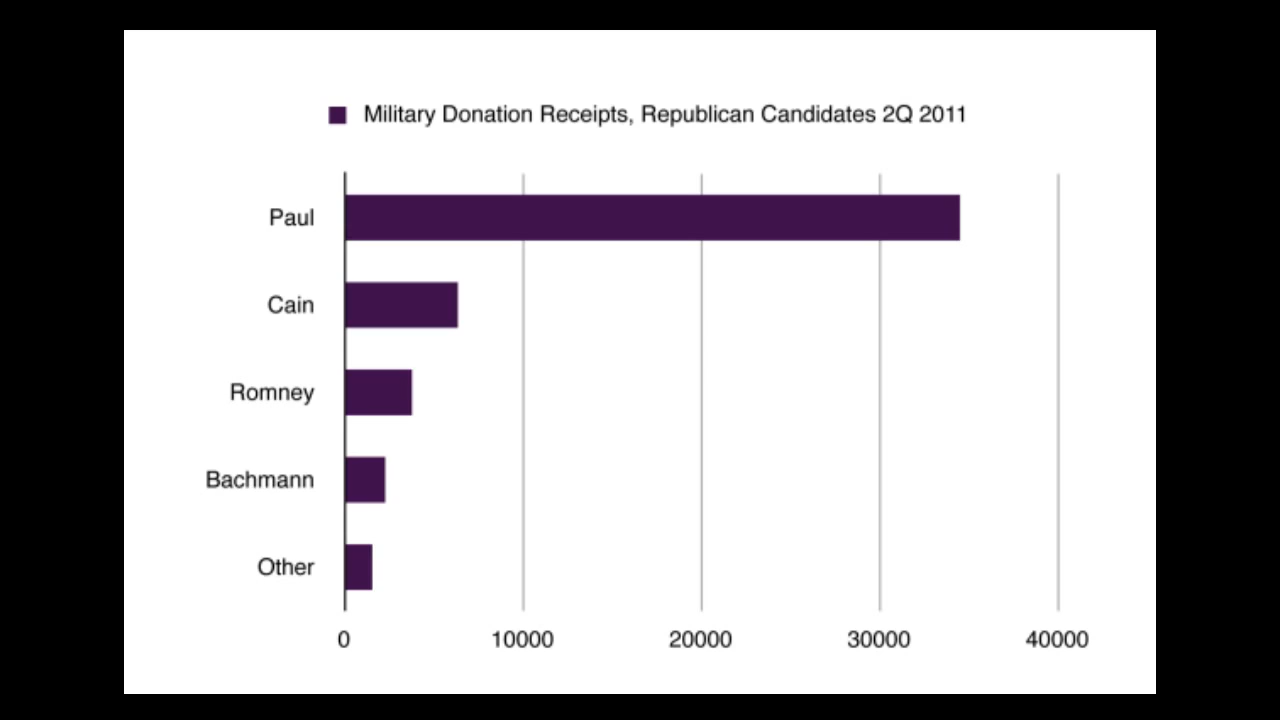 Military Donation Receipts, Republican Candidates 2Q 2011
Paul
Cain
Romney
Bachmann
Other
0 10000 20000 30000 40000